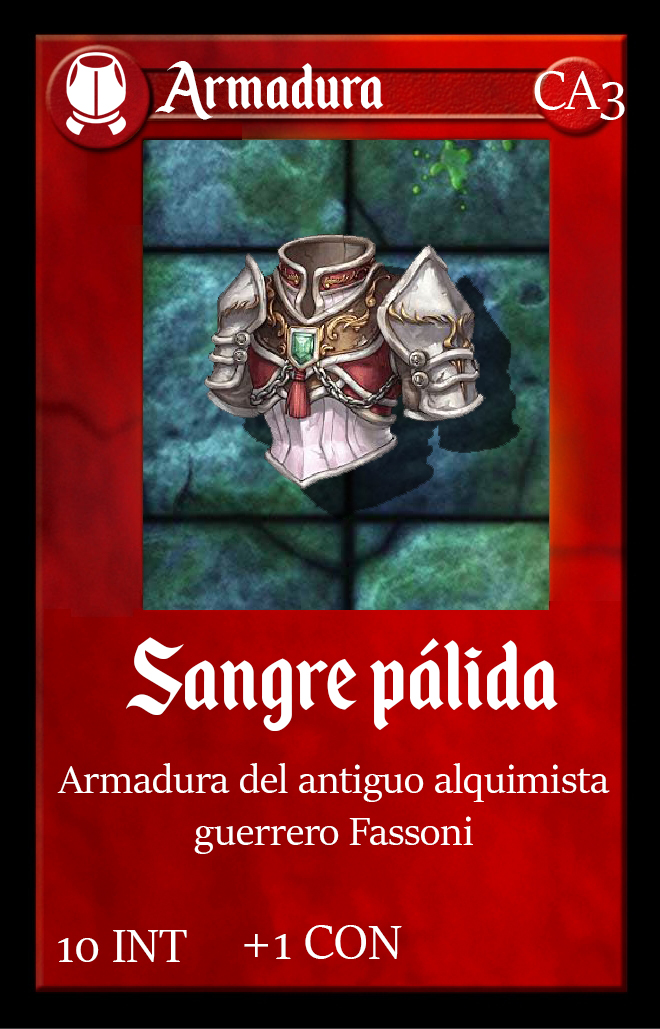 Armadura
CA3
Sangre pálida
Armadura del antiguo alquimista
guerrero Fassoni
10 INT +1 CON